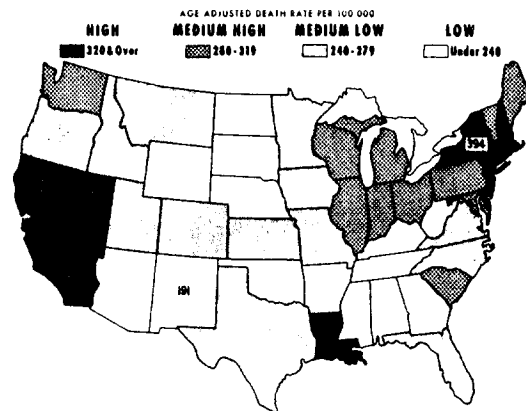 AGE ADJUSTED DEATH RATE PER 100 000
HIGH MEDIUM HIGH MEDIUM LOW LOW
320 & Over 280-319 240-279 Under 240
394
191